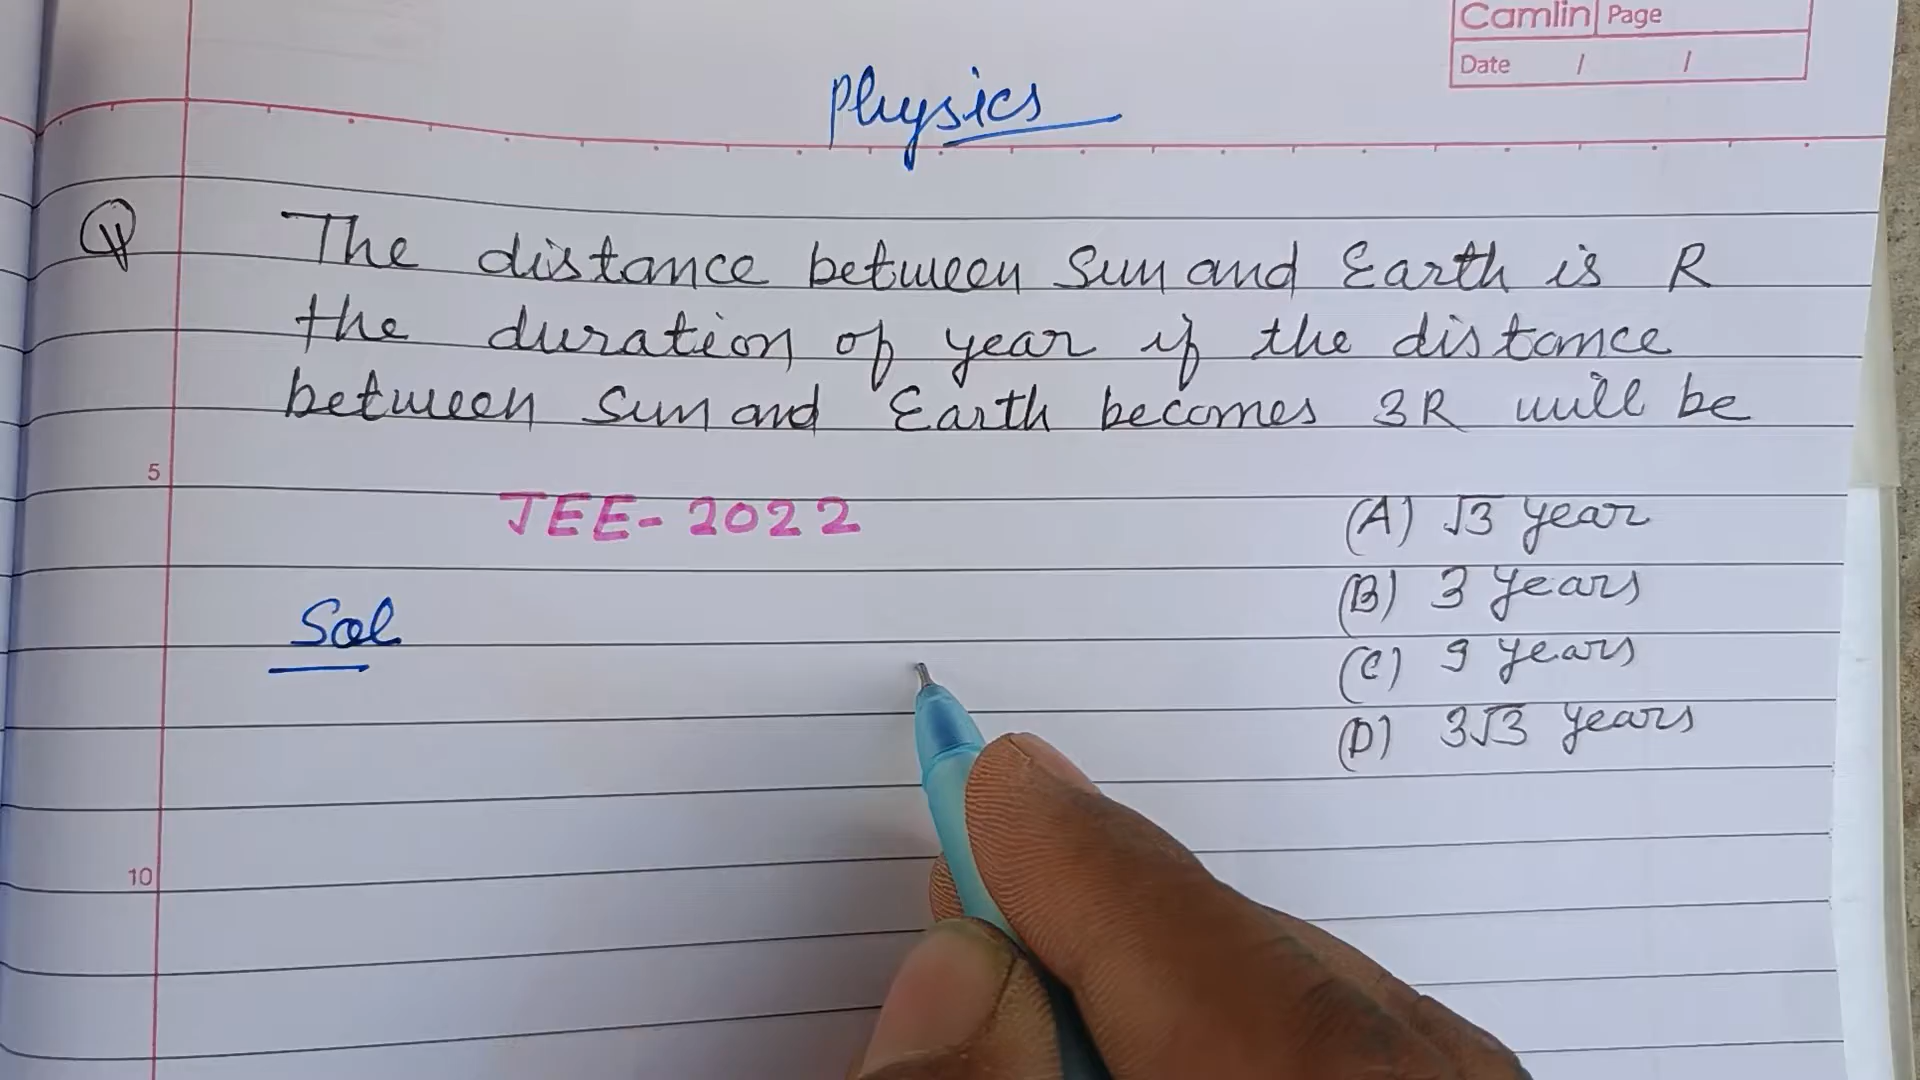 Camlin Page
Date / /
Physics
Q The distance between Sun and Earth is R
the duration of year if the distance
between Sun and Earth becomes 3R will be
5
JEE-2022
(A) √3 year
(B) 3 years
(C) 9 years
(D) 3√3 years
Sol
10